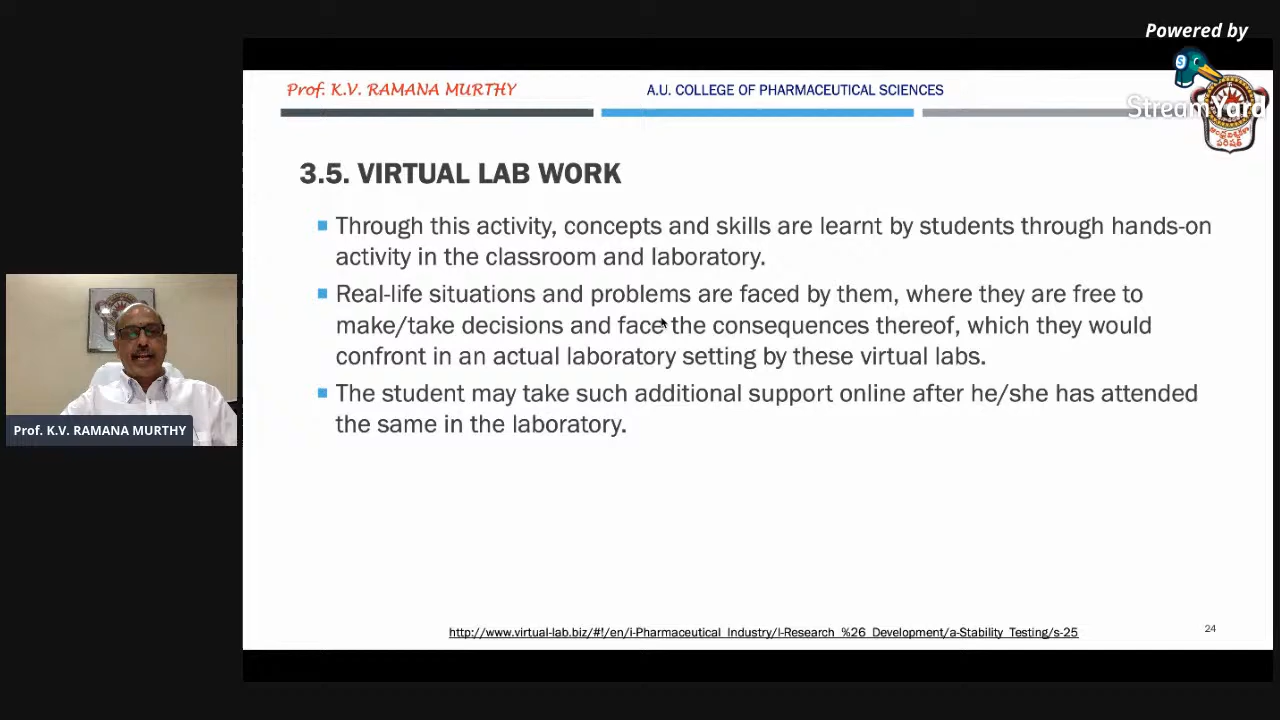 Powered by
StreamYard
Prof. K.V. RAMANA MURTHY
A.U. COLLEGE OF PHARMACEUTICAL SCIENCES
3.5. VIRTUAL LAB WORK
Through this activity, concepts and skills are learnt by students through hands-on
activity in the classroom and laboratory.
Real-life situations and problems are faced by them, where they are free to
make/take decisions and face the consequences thereof, which they would
confront in an actual laboratory setting by these virtual labs.
The student may take such additional support online after he/she has attended
the same in the laboratory.
Prof. K.V. RAMANA MURTHY
http://www.virtual-lab.biz/#!/en/i-Pharmaceutical_Industry/l-Research_%26_Development/a-Stability_Testing/s-25
24